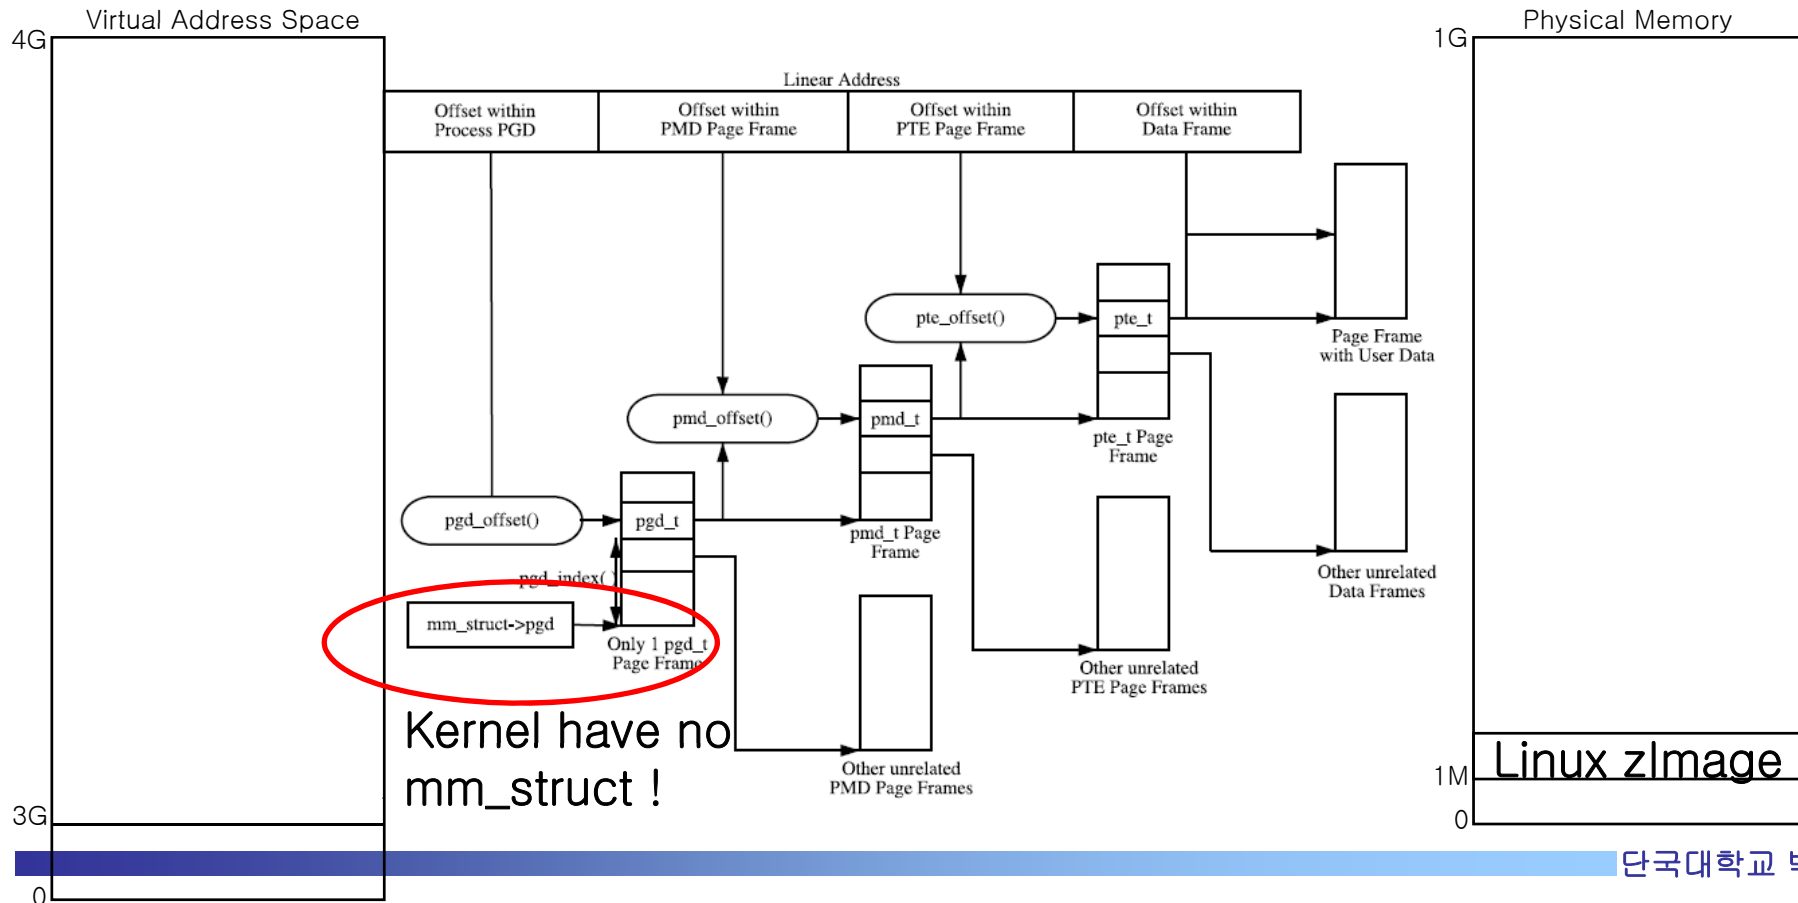 Virtual Address Space
Physical Memory
4G
1G
Linear Address
Offset within
Process PGD
Offset within
PMD Page Frame
Offset within
PTE Page Frame
Offset within
Data Frame
pte_offset()
pte_t
Page Frame
with User Data
pmd_offset()
pmd_t
pte_t Page
Frame
pgd_offset()
pgd_t
pmd_t Page
Frame
pgd_index()
Other unrelated
Data Frames
mm_struct->pgd
Only 1 pgd_t
Page Frame
Other unrelated
PTE Page Frames
Kernel have no
mm_struct !
Other unrelated
PMD Page Frames
Linux zImage
1M
3G
0
0
단국대학교